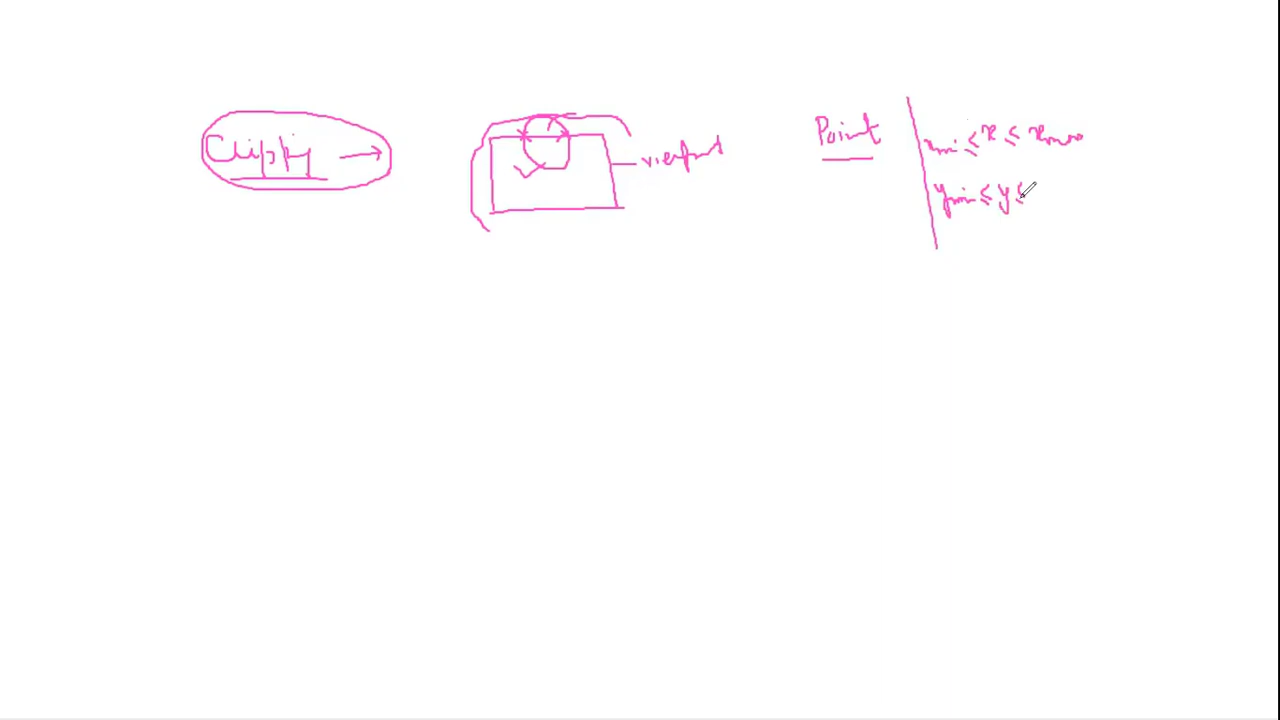 Clipping →
viewport
Point
xmin ≤ x ≤ xmax
ymin ≤ y ≤